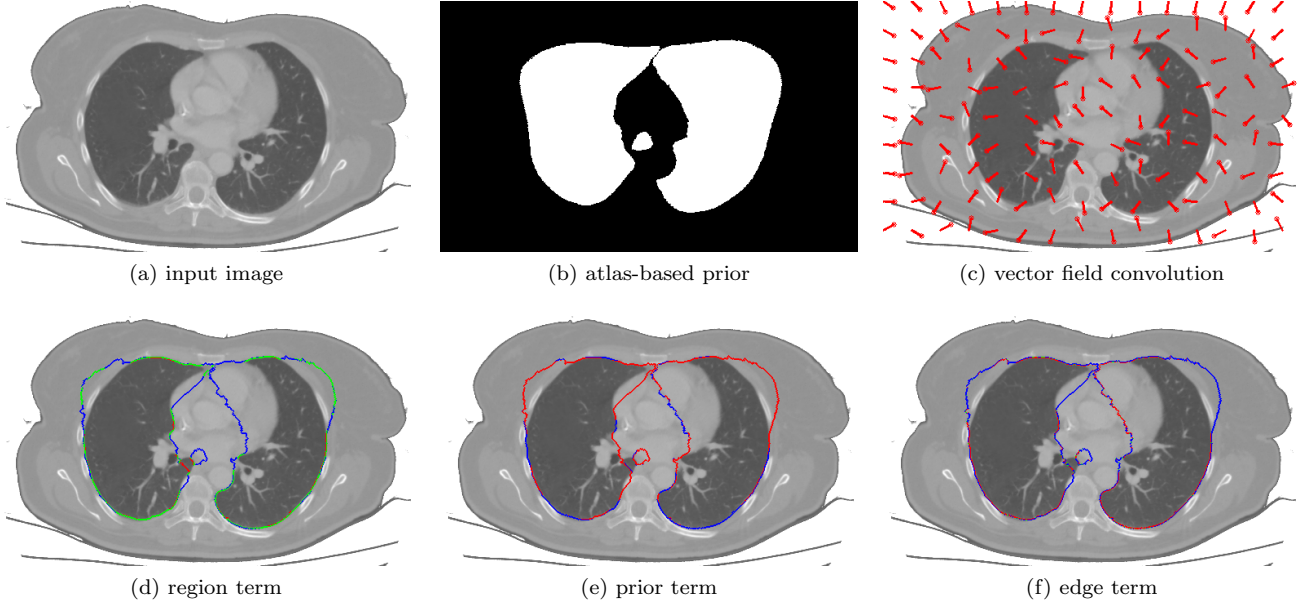 (a) input image
(b) atlas-based prior
(c) vector field convolution
(d) region term
(e) prior term
(f) edge term